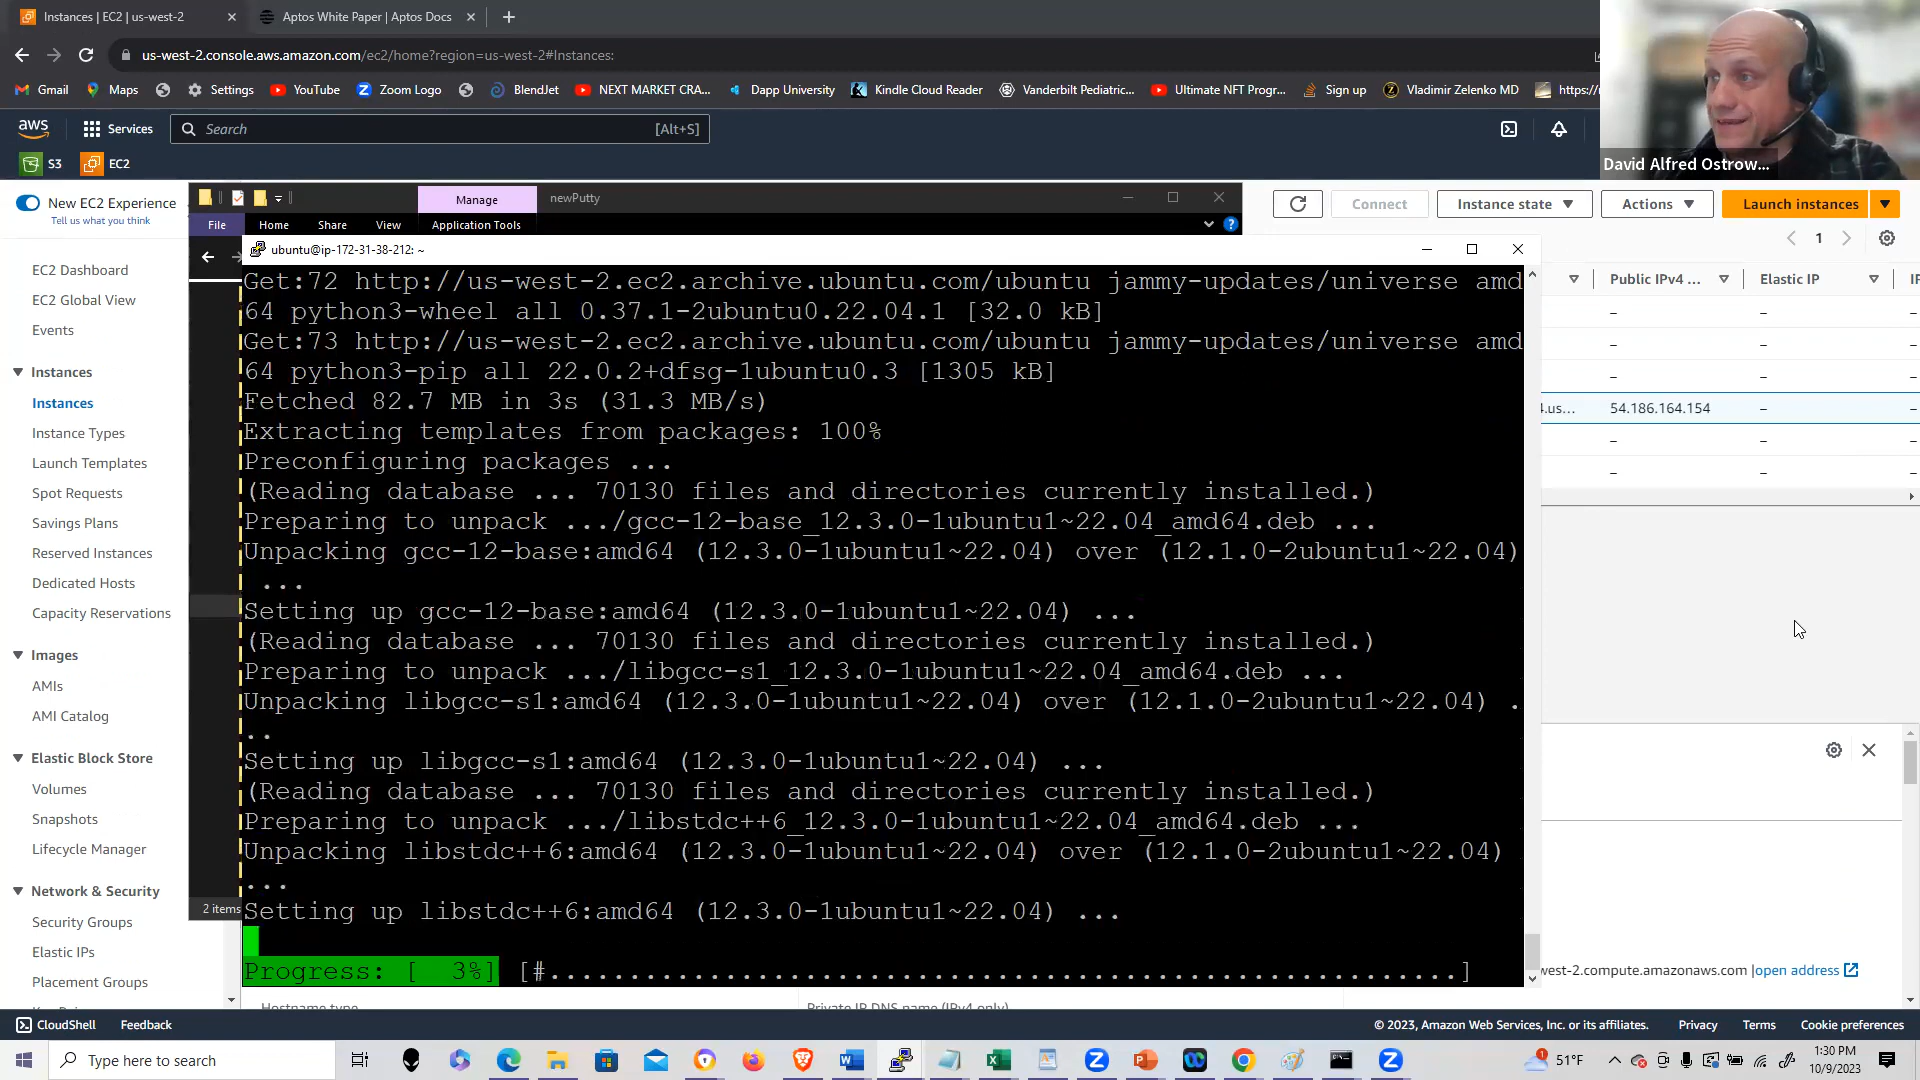 Instances | EC2 | us-west-2
Aptos White Paper | Aptos Docs
us-west-2.console.aws.amazon.com/ec2/home?region=us-west-2#Instances:
Gmail
Maps
Settings
YouTube
Zoom Logo
BlendJet
NEXT MARKET CRA...
Dapp University
Kindle Cloud Reader
Vanderbilt Pediatric...
Ultimate NFT Progr...
Sign up
Vladimir Zelenko MD
https://
aws
Services
Search
[Alt+S]
David Alfred Ostrow...
S3
EC2
New EC2 Experience
Tell us what you think
Manage
newPutty
File
Home
Share
View
Application Tools
Connect
Instance state
Actions
Launch instances
1
ubuntu@ip-172-31-38-212: ~
Public IPv4 ...
Elastic IP
EC2 Dashboard
EC2 Global View
Events
Instances
Instances
Instance Types
Launch Templates
Spot Requests
Savings Plans
Reserved Instances
Dedicated Hosts
Capacity Reservations
Images
AMIs
AMI Catalog
Elastic Block Store
Volumes
Snapshots
Lifecycle Manager
Network & Security
Security Groups
Elastic IPs
Placement Groups
2 items
Get:72 http://us-west-2.ec2.archive.ubuntu.com/ubuntu jammy-updates/universe amd
64 python3-wheel all 0.37.1-2ubuntu0.22.04.1 [32.0 kB]
Get:73 http://us-west-2.ec2.archive.ubuntu.com/ubuntu jammy-updates/universe amd
64 python3-pip all 22.0.2+dfsg-1ubuntu0.3 [1305 kB]
Fetched 82.7 MB in 3s (31.3 MB/s)
Extracting templates from packages: 100%
Preconfiguring packages ...
(Reading database ... 70130 files and directories currently installed.)
Preparing to unpack .../gcc-12-base_12.3.0-1ubuntu1~22.04_amd64.deb ...
Unpacking gcc-12-base:amd64 (12.3.0-1ubuntu1~22.04) over (12.1.0-2ubuntu1~22.04)
...
Setting up gcc-12-base:amd64 (12.3.0-1ubuntu1~22.04) ...
(Reading database ... 70130 files and directories currently installed.)
Preparing to unpack .../libgcc-s1_12.3.0-1ubuntu1~22.04_amd64.deb ...
Unpacking libgcc-s1:amd64 (12.3.0-1ubuntu1~22.04) over (12.1.0-2ubuntu1~22.04) .
..
Setting up libgcc-s1:amd64 (12.3.0-1ubuntu1~22.04) ...
(Reading database ... 70130 files and directories currently installed.)
Preparing to unpack .../libstdc++6_12.3.0-1ubuntu1~22.04_amd64.deb ...
Unpacking libstdc++6:amd64 (12.3.0-1ubuntu1~22.04) over (12.1.0-2ubuntu1~22.04)
...
Setting up libstdc++6:amd64 (12.3.0-1ubuntu1~22.04) ...
Progress: [  3%] [#.........................................................]
4.us...
54.186.164.154
west-2.compute.amazonaws.com |open address
Hostname type
Private IP DNS name (IPv4 only)
CloudShell
Feedback
© 2023, Amazon Web Services, Inc. or its affiliates.
Privacy
Terms
Cookie preferences
Type here to search
51°F
1:30 PM
10/9/2023